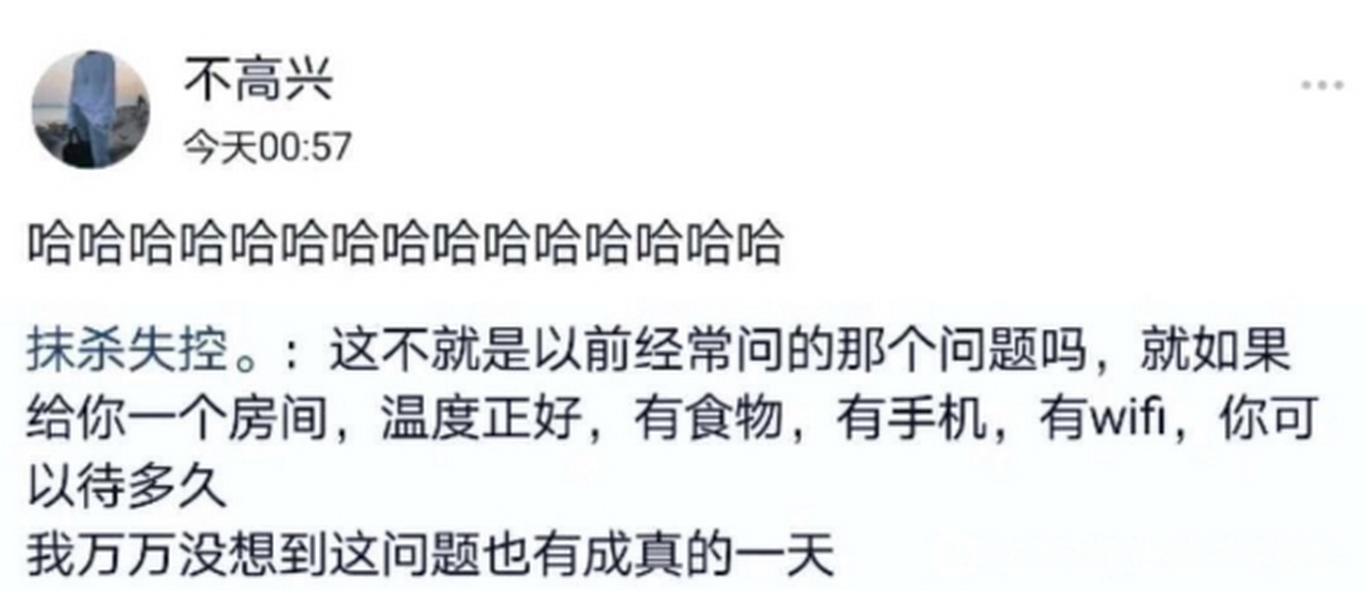 不高兴
今天00:57
哈哈哈哈哈哈哈哈哈哈哈哈哈哈哈
抹杀失控。：这不就是以前经常问的那个问题吗，就如果
给你一个房间，温度正好，有食物，有手机，有wifi，你可
以待多久
我万万没想到这问题也有成真的一天